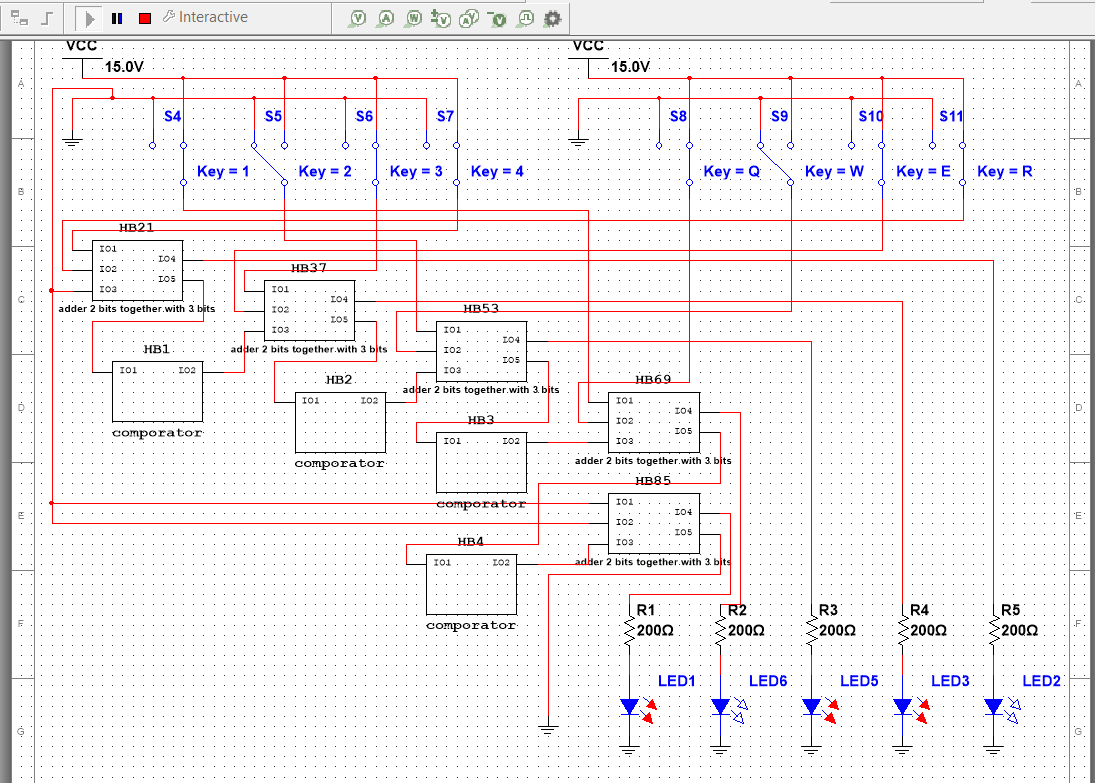 Interactive
V A W V A V
VCC VCC
15.0V 15.0V
A A
S4 S5 S6 S7 S8 S9 S10 S11
Key = 1 Key = 2 Key = 3 Key = 4 Key = Q Key = W Key = E Key = R
B B
HB21
IO1
IO4
IO2
IO5
IO3
adder 2 bits together.with 3 bits
HB37
IO1
IO4
IO2
IO5
IO3
adder 2 bits together.with 3 bits
C C
HB53
IO1
IO4
IO2
IO5
IO3
adder 2 bits together.with 3 bits
HB1
IO1 IO2
comporator
HB2
IO1 IO2
comporator
D D
HB69
IO1
IO4
IO2
IO5
IO3
adder 2 bits together.with 3 bits
HB3
IO1 IO2
comporator
HB85
IO1
IO4
IO2
IO5
IO3
adder 2 bits together.with 3 bits
E E
HB4
IO1 IO2
comporator
F F
R1 R2 R3 R4 R5
200Ω 200Ω 200Ω 200Ω 200Ω
LED1 LED6 LED5 LED3 LED2
G G